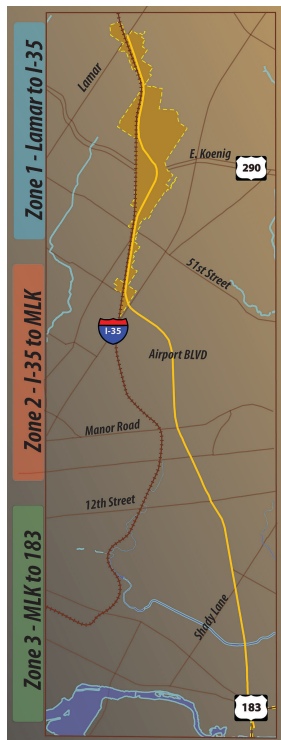 Zone 1 - Lamar to I-35
Zone 2 - I-35 to MLK
Zone 3 - MLK to 183
Lamar
E. Koenig
290
51st Street
I-35
Airport BLVD
Manor Road
12th Street
Shady Lane
183